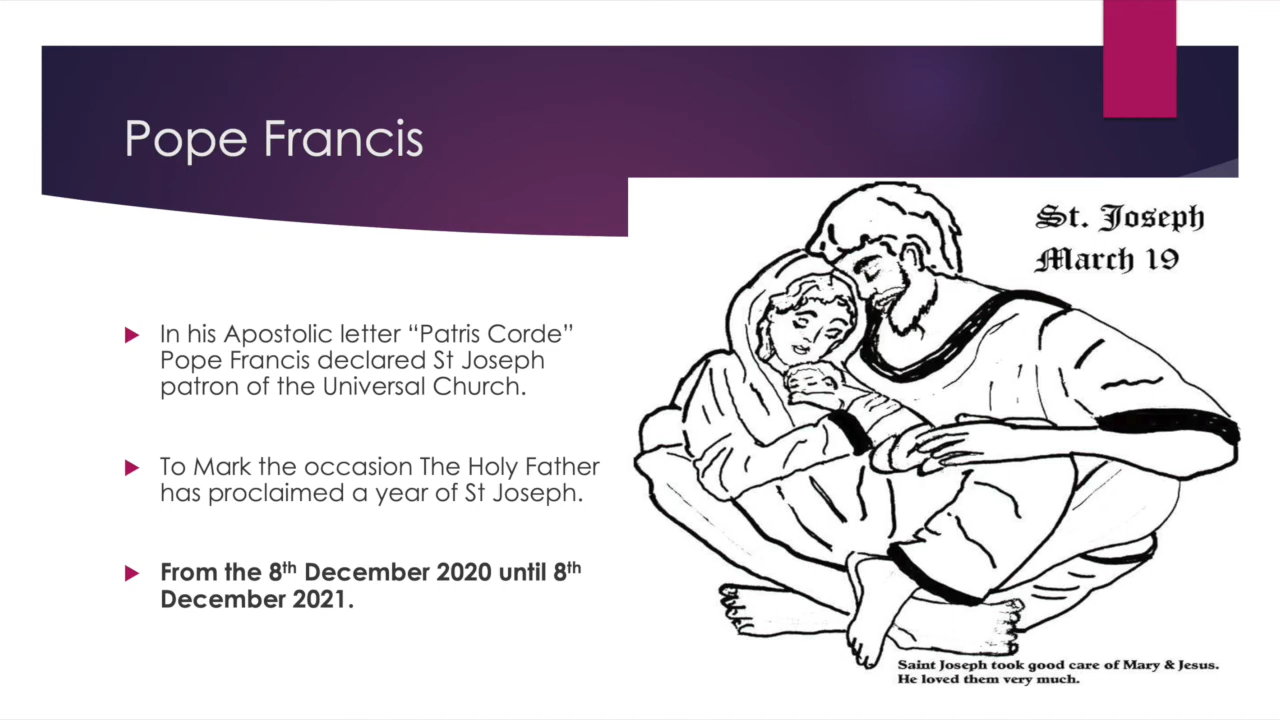 Pope Francis
St. Joseph
March 19
In his Apostolic letter “Patris Corde”
Pope Francis declared St Joseph
patron of the Universal Church.
To Mark the occasion The Holy Father
has proclaimed a year of St Joseph.
From the 8th December 2020 until 8th
December 2021.
Saint Joseph took good care of Mary & Jesus.
He loved them very much.